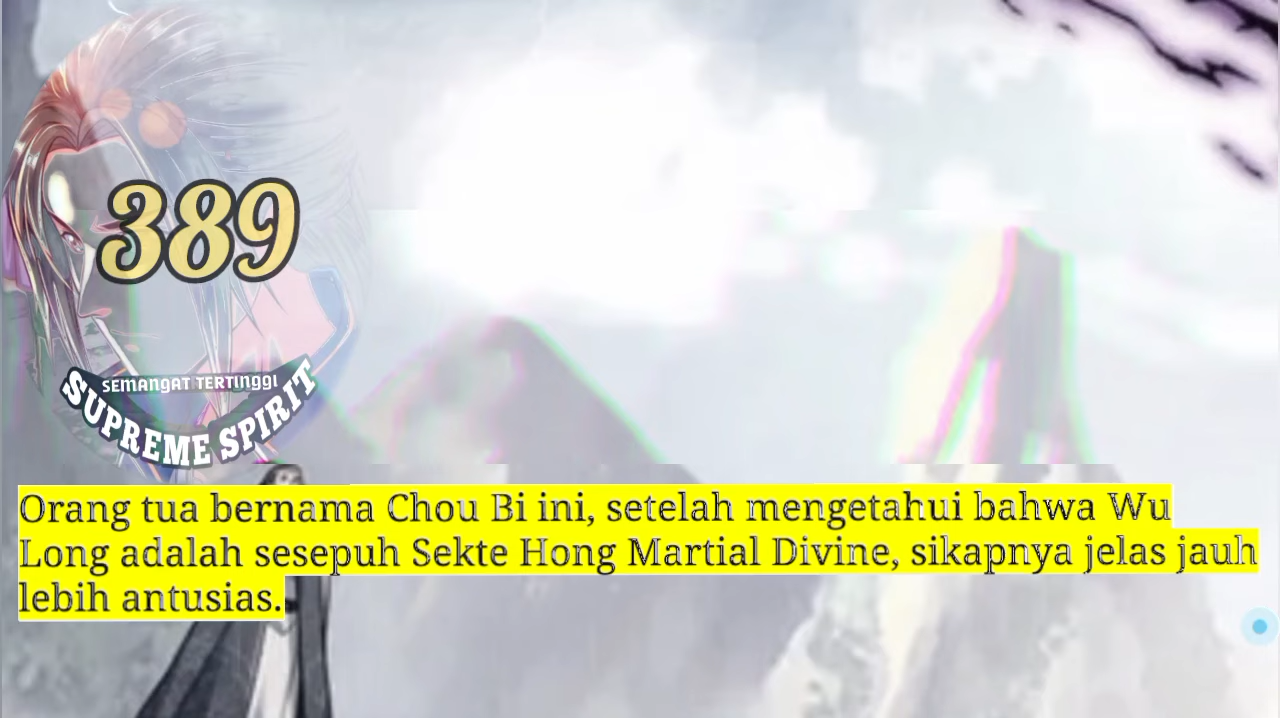 389
SEMANGAT TERTINGGI
SUPREME SPIRIT
Orang tua bernama Chou Bi ini, setelah mengetahui bahwa Wu
Long adalah sesepuh Sekte Hong Martial Divine, sikapnya jelas jauh
lebih antusias.